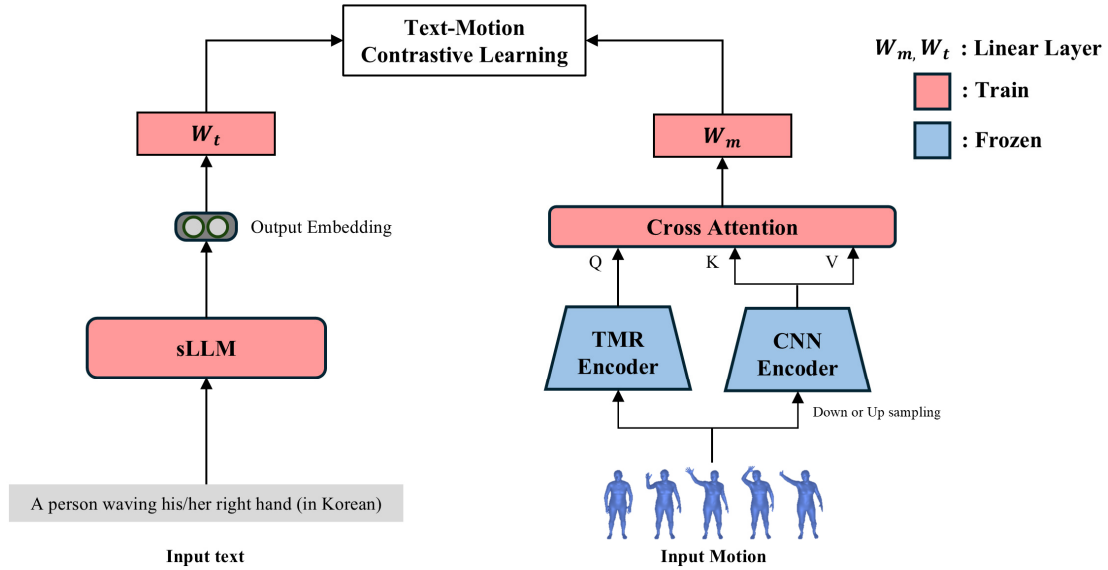 Text-Motion
Contrastive Learning
W_m, W_t : Linear Layer
: Train
: Frozen
W_t
W_m
Output Embedding
Cross Attention
Q
K
V
sLLM
TMR
Encoder
CNN
Encoder
Down or Up sampling
A person waving his/her right hand (in Korean)
Input text
Input Motion